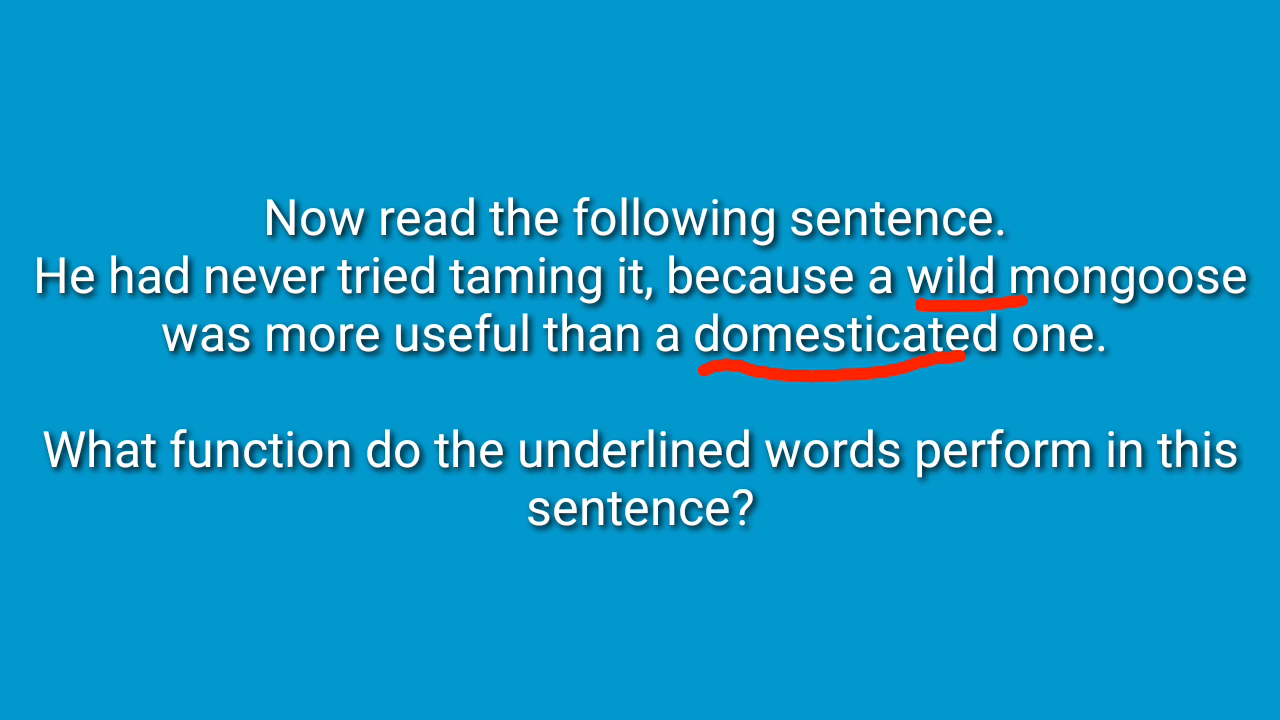 Now read the following sentence.
He had never tried taming it, because a wild mongoose
was more useful than a domesticated one.
What function do the underlined words perform in this
sentence?